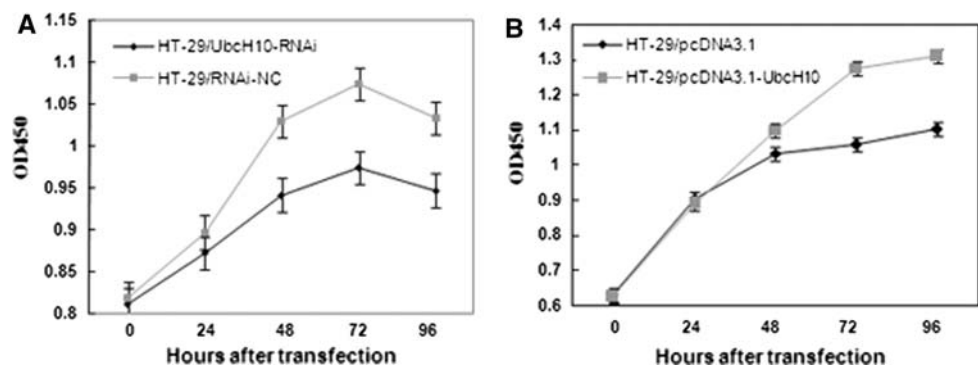 A
1.15
1.1
1.05
1
0.95
0.9
0.85
0.8
OD450
HT-29/UbcH10-RNAi
HT-29/RNAi-NC
0 24 48 72 96
Hours after transfection
B
1.4
1.3
1.2
1.1
1
0.9
0.8
0.7
0.6
OD450
HT-29/pcDNA3.1
HT-29/pcDNA3.1-UbcH10
0 24 48 72 96
Hours after transfection